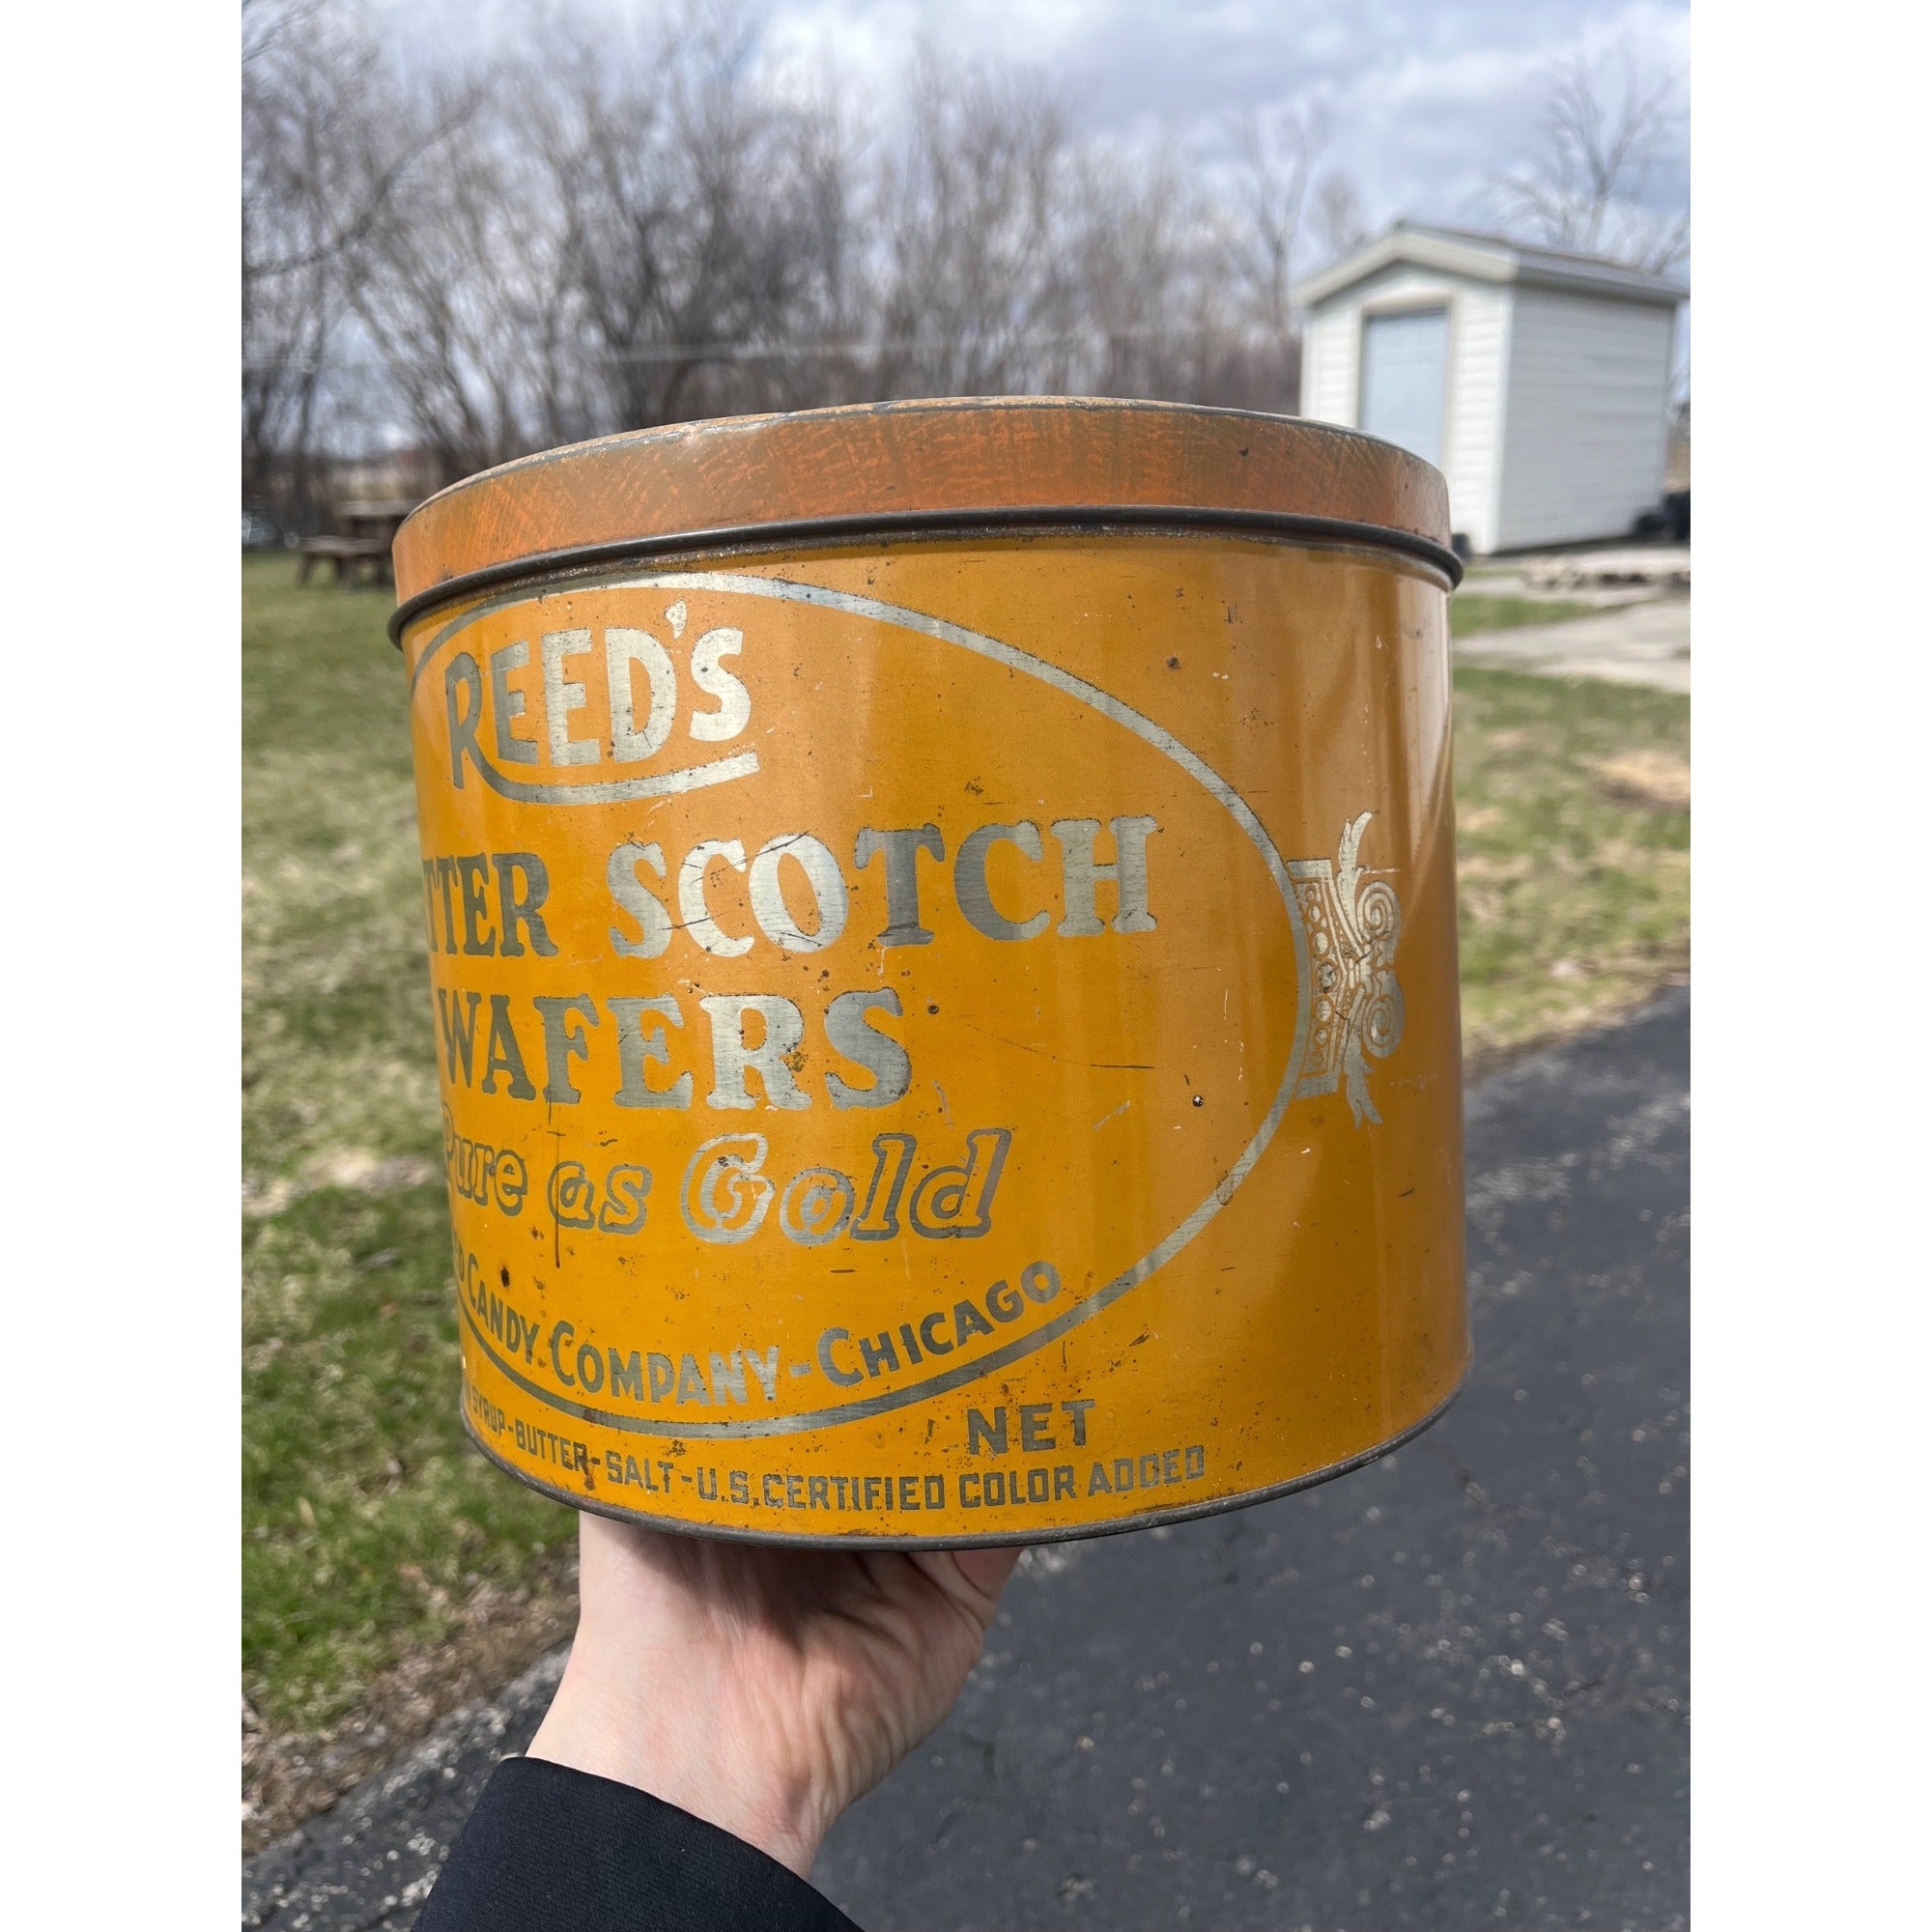 REED'S
TTER SCOTCH
WAFERS
Pure as Gold
D CANDY COMPANY-CHICAGO
NET
SYRUP-BUTTER-SALT-U.S. CERTIFIED COLOR ADDED